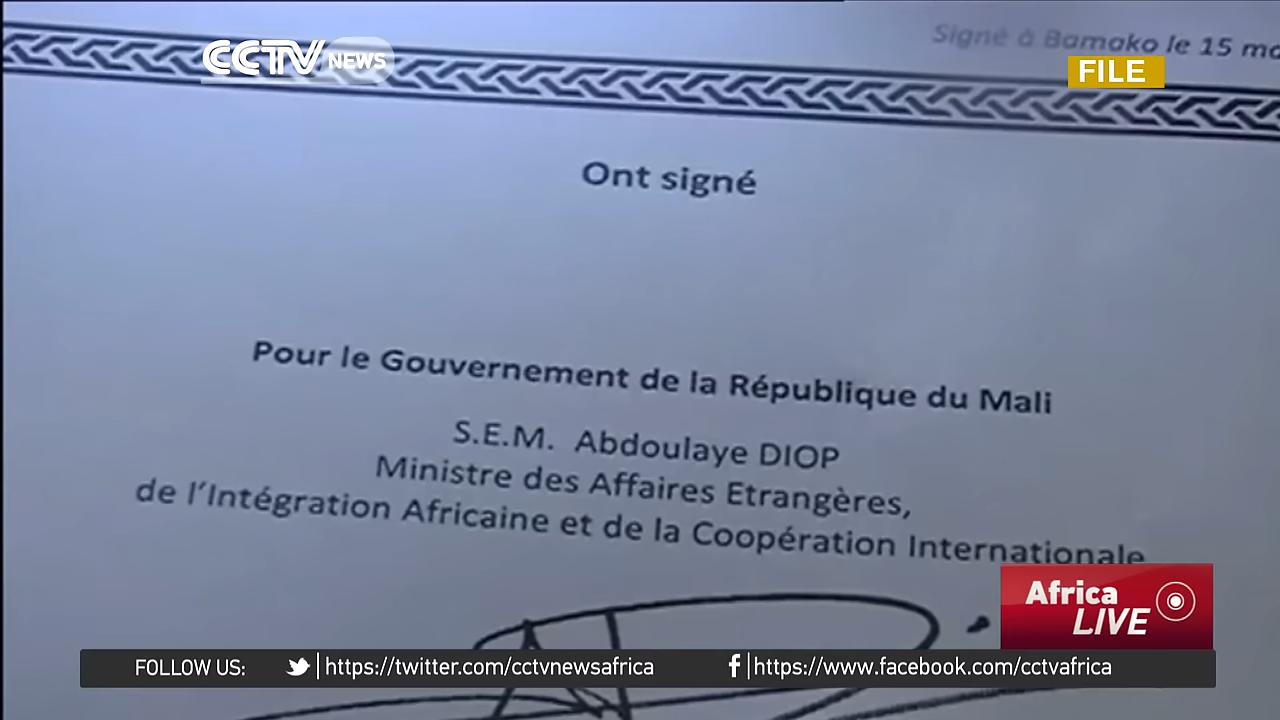 CCTV NEWS
Signé à Bamako le 15
FILE
Ont signé
Pour le Gouvernement de la République du Mali
S.E.M. Abdoulaye DIOP
Ministre des Affaires Etrangères,
de l'Intégration Africaine et de la Coopération Internationale
Africa
LIVE
FOLLOW US: https://twitter.com/cctvnewsafrica https://www.facebook.com/cctvafrica